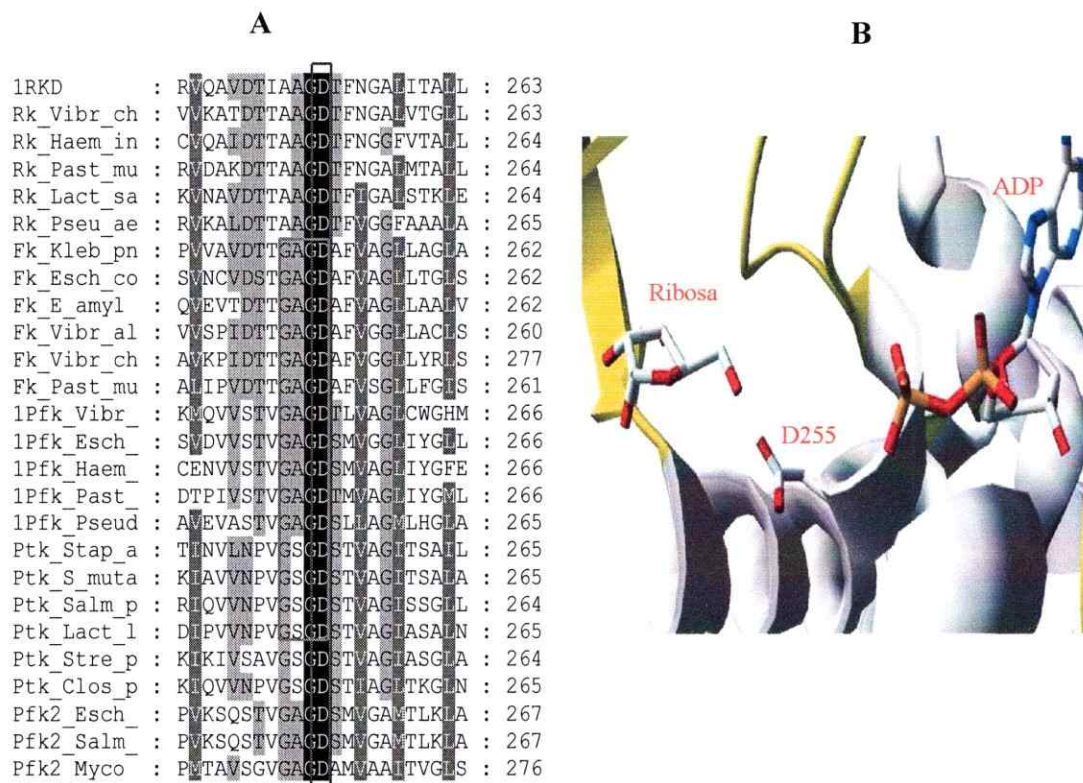 A
B
1RKD : RVQAVDTIAAGDTFNGALITALL : 263
Rk_Vibr_ch : VVKATDTTAAGDTFNGALVTGLL : 263
Rk_Haem_in : CVQAIDTTAAGDTFNGGFVTALL : 264
Rk_Past_mu : RVDAKDTTAAGDTFNGALMTALL : 264
Rk_Lact_sa : KVNAVDTTAAGDTFIGALSTKLE : 264
Rk_Pseu_ae : RVKALDTTAAGDTFVGGFAAALA : 265
Fk_Kleb_pn : PVVAVDTTGAGDAFVAGLLAGLA : 262
Fk_Esch_co : SVNCVDSTGAGDAFVAGLLTGLS : 262
Fk_E_amyl : QVEVTDTTGAGDAFVAGLLAALV : 262
Fk_Vibr_al : VVSPIDTTGAGDAFVGGLLACLS : 260
Fk_Vibr_ch : AVKPIDTTGAGDAFVGGLLYRLS : 277
Fk_Past_mu : ALIPVDTTGAGDAFVSGLLFGIS : 261
1Pfk_Vibr_ : KMQVVSTVGAGDTLVAGLCWGHM : 266
1Pfk_Esch_ : SVDVVSTVGAGDSMVGGLIYGLL : 266
1Pfk_Haem_ : CENVVSTVGAGDSMVAGLIYGFE : 266
1Pfk_Past_ : DTPIVSTVGAGDTMVAGLIYGML : 266
1Pfk_Pseud : AVEVASTVGAGDSLLAGMLHGLA : 265
Ptk_Stap_a : TINVLNPVGSGDSTVAGITSAIL : 265
Ptk_S_muta : KIAVVNPVGSGDSTVAGITSALA : 265
Ptk_Salm_p : RIQVVNPVGSGDSTVAGISSGLL : 264
Ptk_Lact_l : DIPVVNPVGSGDSTVAGIASALN : 265
Ptk_Stre_p : KIKIVSAVGSGDSTVAGIASGLA : 264
Ptk_Clos_p : KIQVVNPVGSGDSTIAGLTKGLN : 265
Pfk2_Esch_ : PVKSQSTVGAGDSMVGAMTLKLA : 267
Pfk2_Salm_ : PVKSQSTVGAGDSMVGAMTLKLA : 267
Pfk2_Myco : PMTAVSGVGAGDAMVAAITVGLS : 276
ADP
Ribosa
D255